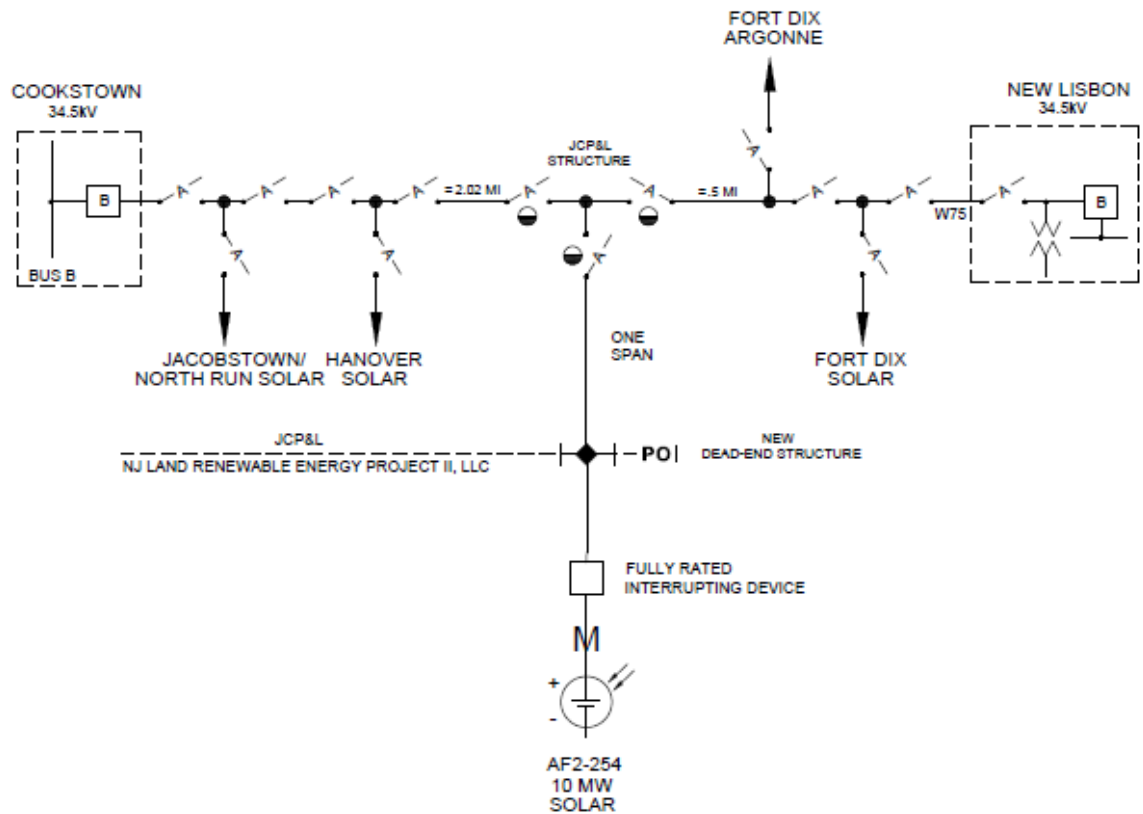 FORT DIX
ARGONNE
COOKSTOWN
34.5kV
NEW LISBON
34.5kV
JCP&L
STRUCTURE
B
A
A
A
A
=2.02 MI
A
A
=.5 MI
A
A
A
W75
A
B
A
A
A
A
BUS B
ONE
SPAN
JACOBSTOWN/
NORTH RUN SOLAR
HANOVER
SOLAR
FORT DIX
SOLAR
JCP&L
NJ LAND RENEWABLE ENERGY PROJECT II, LLC
POI
NEW
DEAD-END STRUCTURE
FULLY RATED
INTERRUPTING DEVICE
M
+
-
AF2-254
10 MW
SOLAR